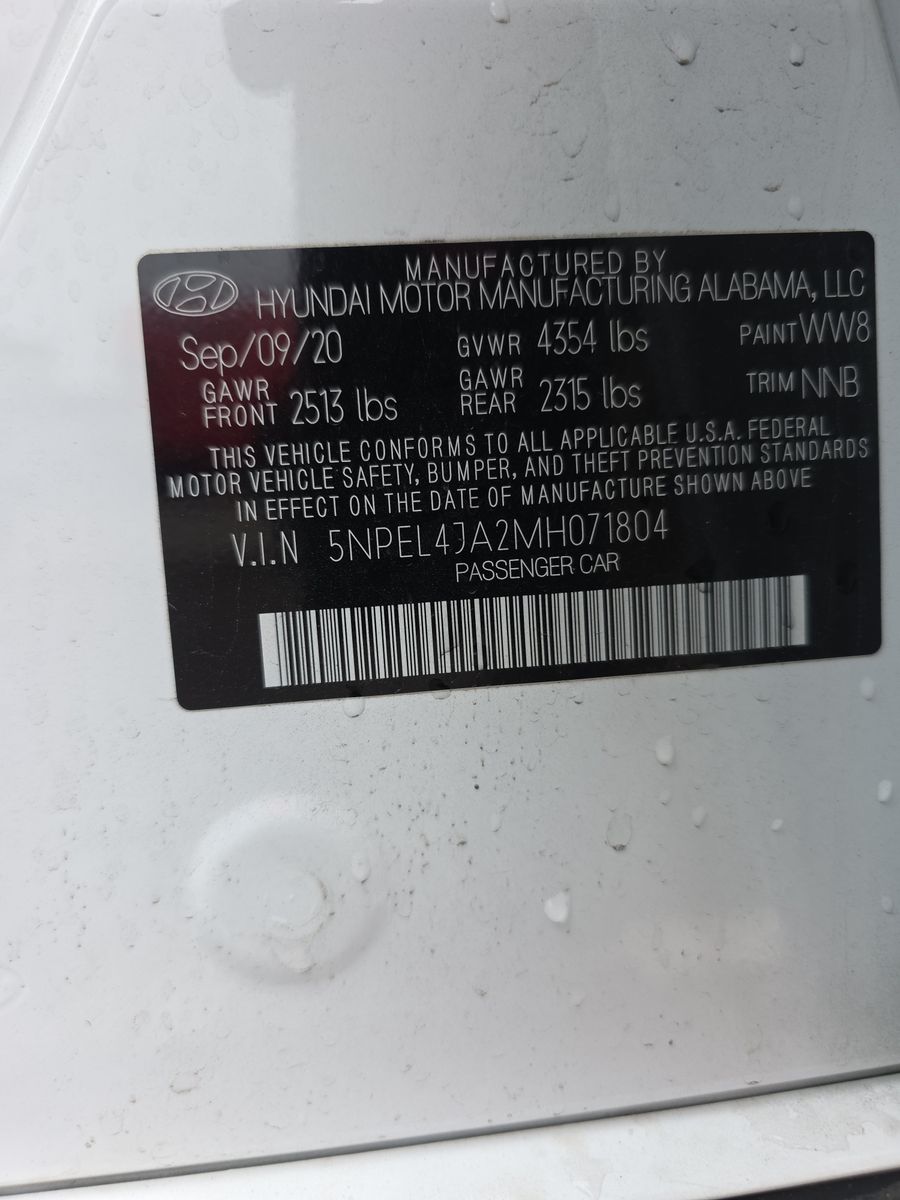 MANUFACTURED BY
HYUNDAI MOTOR MANUFACTURING ALABAMA, LLC
Sep/09/20 GVWR 4354 lbs PAINT WW8
GAWR FRONT 2513 lbs GAWR REAR 2315 lbs TRIM NNB
THIS VEHICLE CONFORMS TO ALL APPLICABLE U.S.A. FEDERAL
MOTOR VEHICLE SAFETY, BUMPER, AND THEFT PREVENTION STANDARDS
IN EFFECT ON THE DATE OF MANUFACTURE SHOWN ABOVE
V.I.N 5NPEL4JA2MH071804
PASSENGER CAR